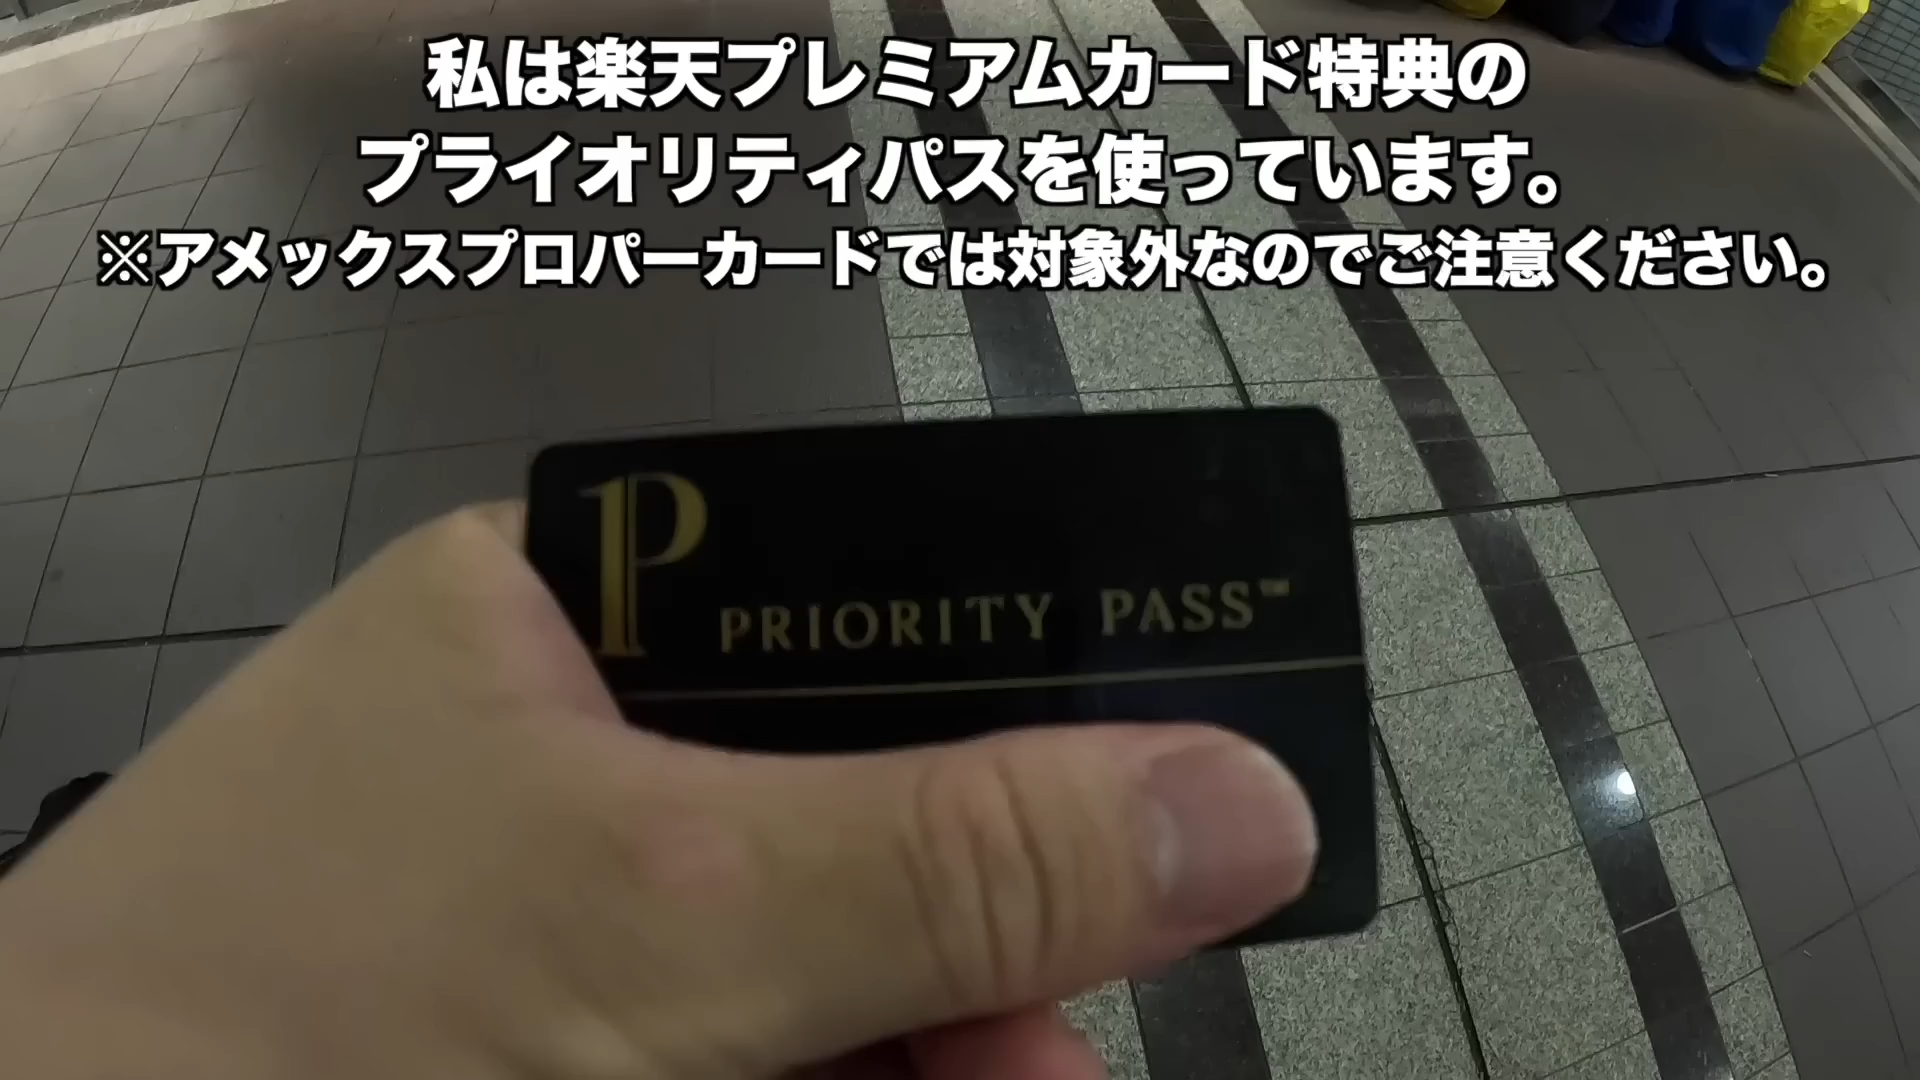 私は楽天プレミアムカード特典の
プライオリティパスを使っています。
※アメックスプロパーカードでは対象外なのでご注意ください。
P
PRIORITY PASS™